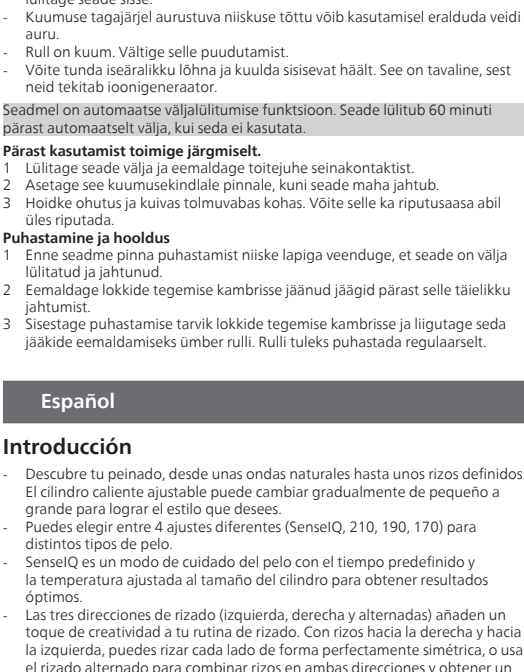 lülitage seade sisse.
- Kuumuse tagajärjel aurustuva niiskuse tõttu võib kasutamisel eralduda veidi
auru.
- Rull on kuum. Vältige selle puudutamist.
- Võite tunda iseäralikku lõhna ja kuulda sisisevat häält. See on tavaline, sest
neid tekitab ioonigeneraator.
Seadmel on automaatse väljalülitumise funktsioon. Seade lülitub 60 minuti
pärast automaatselt välja, kui seda ei kasutata.
Pärast kasutamist toimige järgmiselt.
1 Lülitage seade välja ja eemaldage toitejuhe seinakontaktist.
2 Asetage see kuumusekindlale pinnale, kuni seade maha jahtub.
3 Hoidke ohutus ja kuivas tolmuvabas kohas. Võite selle ka riputusaasa abil
üles riputada.
Puhastamine ja hooldus
1 Enne seadme pinna puhastamist niiske lapiga veenduge, et seade on välja
lülitatud ja jahtunud.
2 Eemaldage lokkide tegemise kambrisse jäänud jäägid pärast selle täielikku
jahtumist.
3 Sisestage puhastamise tarvik lokkide tegemise kambrisse ja liigutage seda
jääkide eemaldamiseks ümber rulli. Rulli tuleks puhastada regulaarselt.
Español
Introducción
- Descubre tu peinado, desde unas ondas naturales hasta unos rizos definidos.
El cilindro caliente ajustable puede cambiar gradualmente de pequeño a
grande para lograr el estilo que desees.
- Puedes elegir entre 4 ajustes diferentes (SenseIQ, 210, 190, 170) para
distintos tipos de pelo.
- SenseIQ es un modo de cuidado del pelo con el tiempo predefinido y
la temperatura ajustada al tamaño del cilindro para obtener resultados
óptimos.
- Las tres direcciones de rizado (izquierda, derecha y alternadas) añaden un
toque de creatividad a tu rutina de rizado. Con rizos hacia la derecha y hacia
la izquierda, puedes rizar cada lado de forma perfectamente simétrica, o usa
el rizado alternado para combinar rizos en ambas direcciones y obtener un